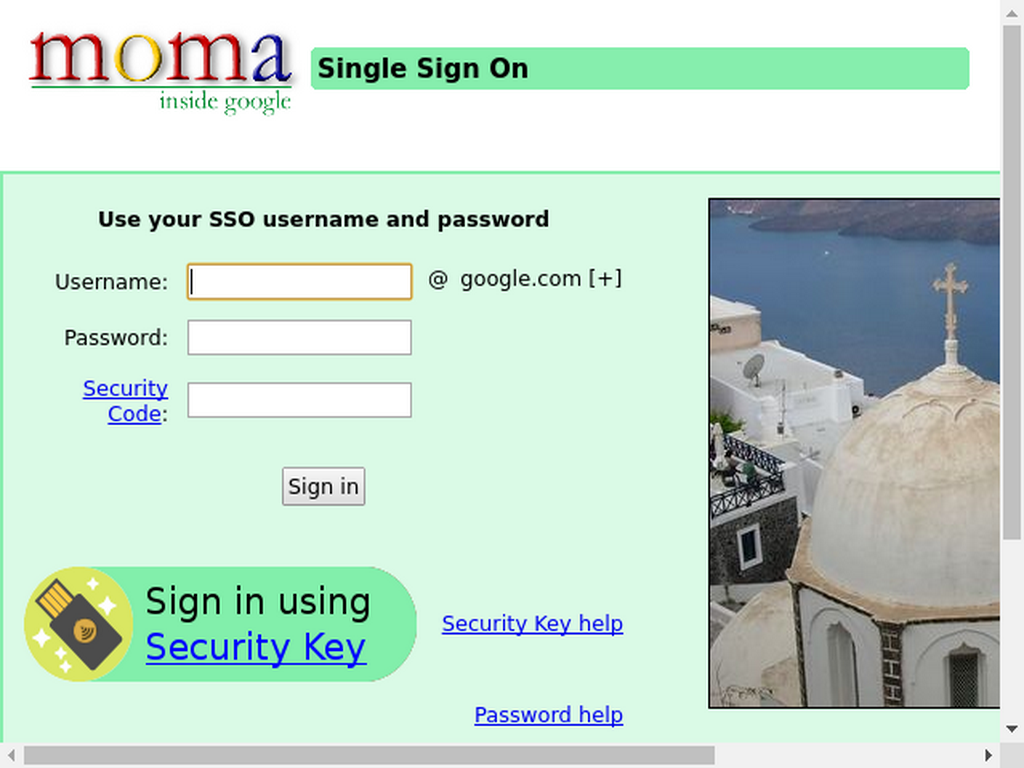 moma
inside google
Single Sign On
Use your SSO username and password
Username:
@ google.com [+]
Password:
Security
Code:
Sign in
Sign in using
Security Key
Security Key help
Password help